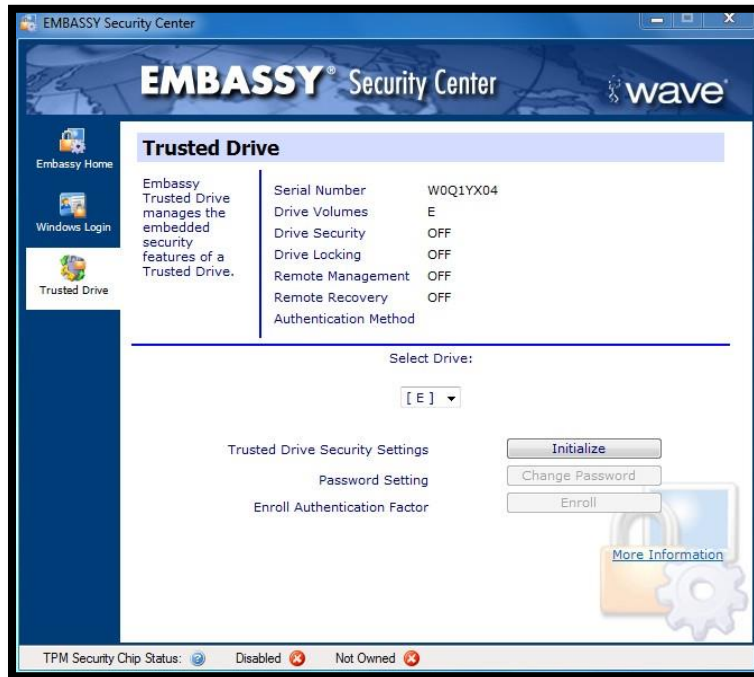 EMBASSY Security Center
EMBASSY® Security Center
wave
Embassy Home
Windows Login
Trusted Drive
Trusted Drive
Embassy
Trusted Drive
manages the
embedded
security
features of a
Trusted Drive.
Serial Number W0Q1YX04
Drive Volumes E
Drive Security OFF
Drive Locking OFF
Remote Management OFF
Remote Recovery OFF
Authentication Method
Select Drive:
[ E ]
Trusted Drive Security Settings Initialize
Password Setting Change Password
Enroll Authentication Factor Enroll
More Information
TPM Security Chip Status: Disabled Not Owned